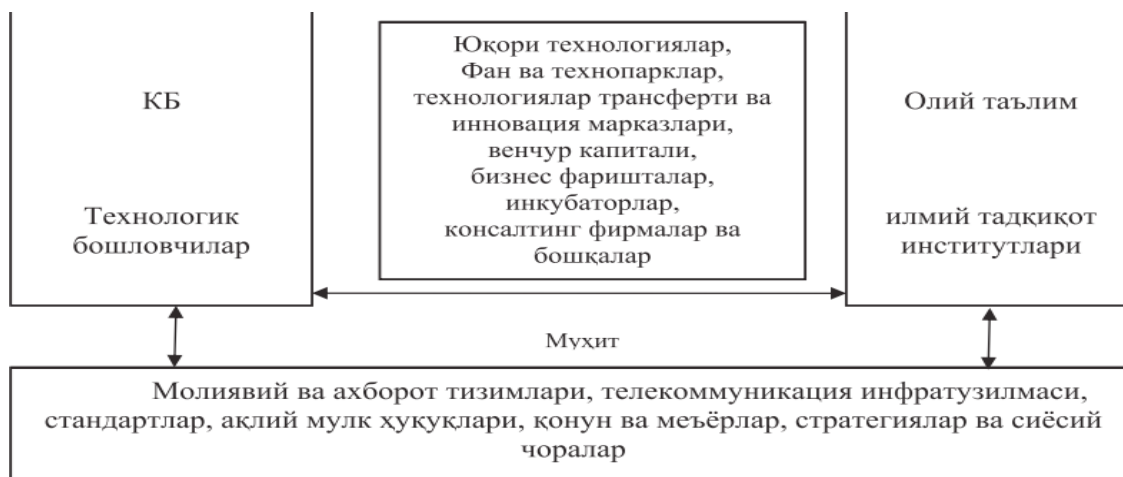 КБ
Технологик
бошловчилар
Юқори технологиялар,
Фан ва технопарклар,
технологиялар трансферти ва
инновация марказлари,
венчур капитали,
бизнес фаришталар,
инкубаторлар,
консалтинг фирмалар ва
бошқалар
Олий таълим
илмий тадқиқот
институтлари
Муҳит
Молиявий ва ахборот тизимлари, телекоммуникация инфратузилмаси,
стандартлар, ақлий мулк ҳуқуқлари, қонун ва меъёрлар, стратегиялар ва сиёсий
чоралар